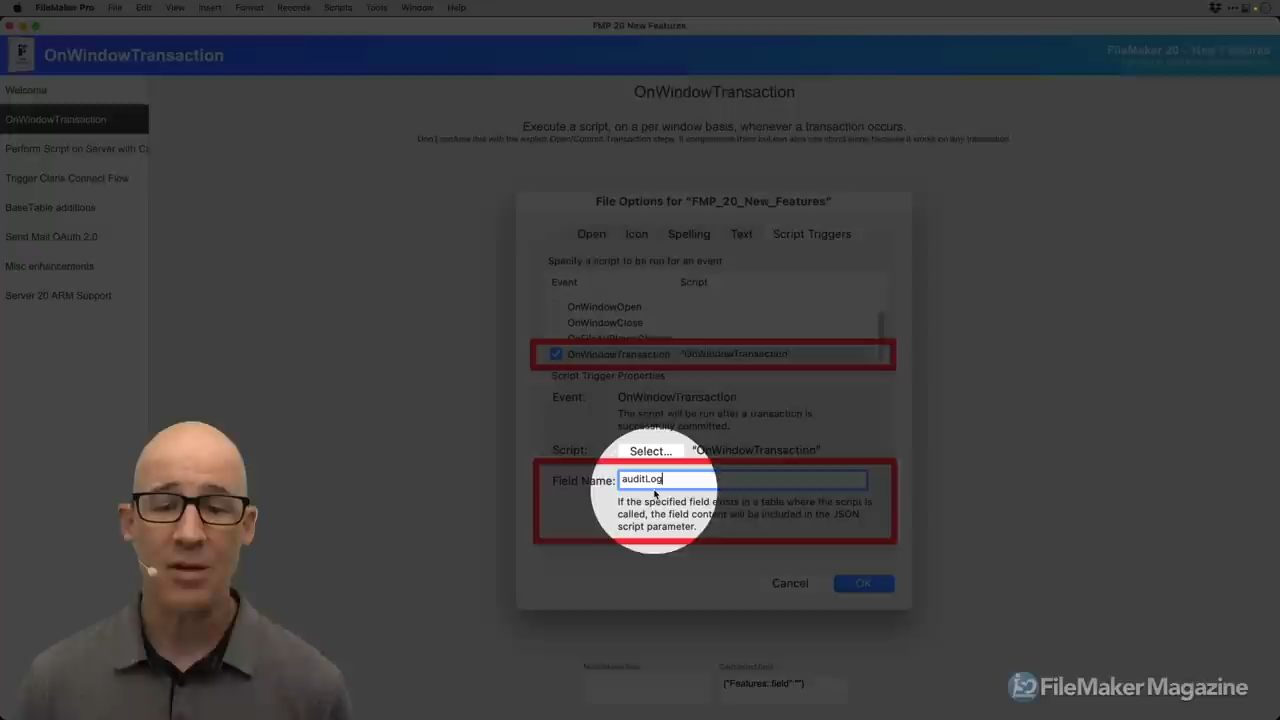 FileMaker Pro File Edit View Insert Format Records Scripts Tools Window Help
FMP 20 New Features
OnWindowTransaction
FileMaker 20 - New Features
Welcome
OnWindowTransaction
Perform Script on Server with Ca
Trigger Claris Connect Flow
BaseTable additions
Send Mail OAuth 2.0
Misc enhancements
Server 20 ARM Support
OnWindowTransaction
Execute a script, on a per window basis, whenever a transaction occurs.
File Options for "FMP_20_New_Features"
Open Icon Spelling Text Script Triggers
Specify a script to be run for an event
Event Script
OnWindowOpen
OnWindowClose
OnWindowTransaction "OnWindowTransaction"
Script Trigger Properties
Event: OnWindowTransaction
The script will be run after a transaction is
successfully committed.
Script: Select... "OnWindowTransaction"
Field Name: auditLog
If the specified field exists in a table where the script is
called, the field content will be included in the JSON
script parameter.
Cancel OK
{"Features::field":""}
FileMaker Magazine